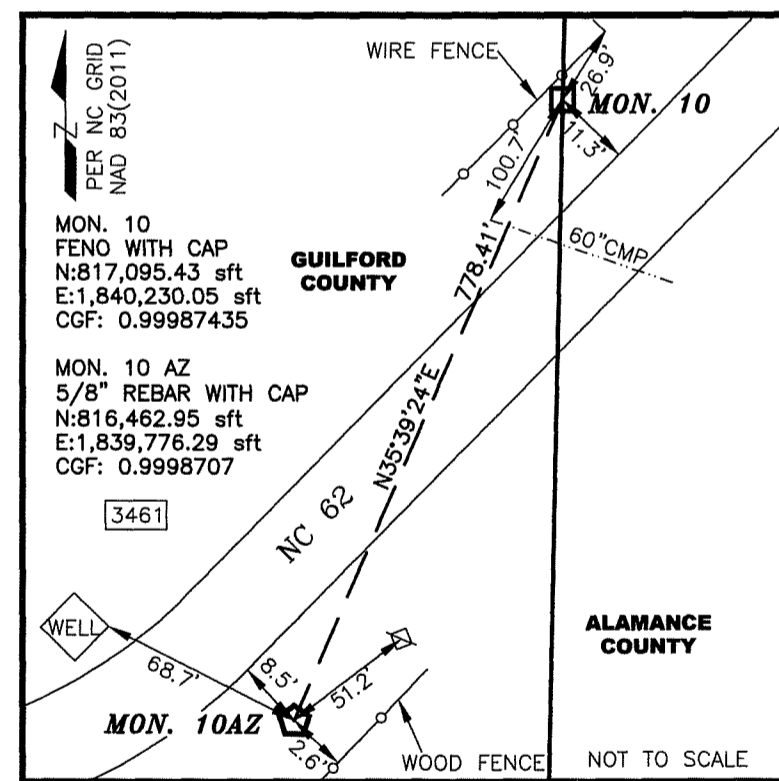 Z
PER NC GRID
NAD 83(2011)
WIRE FENCE
26.9'
MON. 10
11.3'
100.7'
MON. 10
FENO WITH CAP
N:817,095.43 sft
E:1,840,230.05 sft
CGF: 0.99987435
GUILFORD
COUNTY
60"CMP
778.41'
N35°39'24"E
MON. 10 AZ
5/8" REBAR WITH CAP
N:816,462.95 sft
E:1,839,776.29 sft
CGF: 0.9998707
3461
NC 62
WELL
68.7'
8.5'
51.2'
ALAMANCE
COUNTY
MON. 10AZ
2.6'
WOOD FENCE
NOT TO SCALE